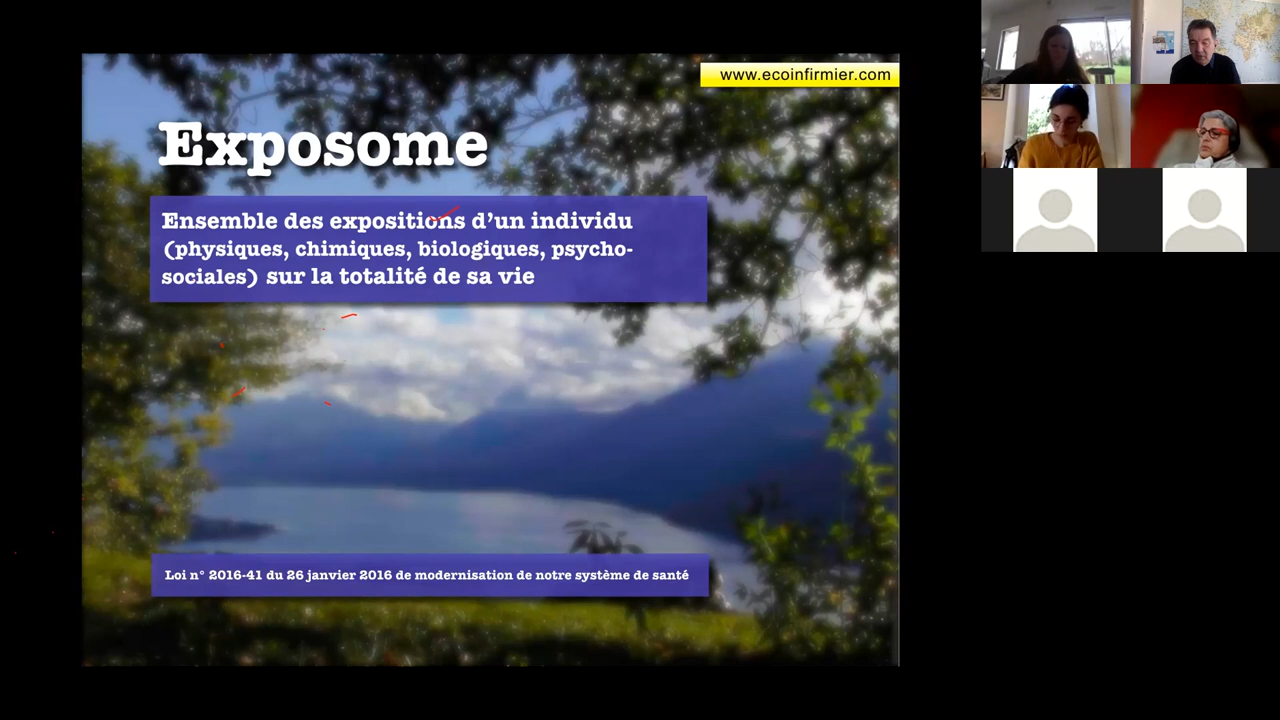 www.ecoinfirmier.com
Exposome
Ensemble des expositions d’un individu
(physiques, chimiques, biologiques, psycho-
sociales) sur la totalité de sa vie
Loi n° 2016-41 du 26 janvier 2016 de modernisation de notre système de santé